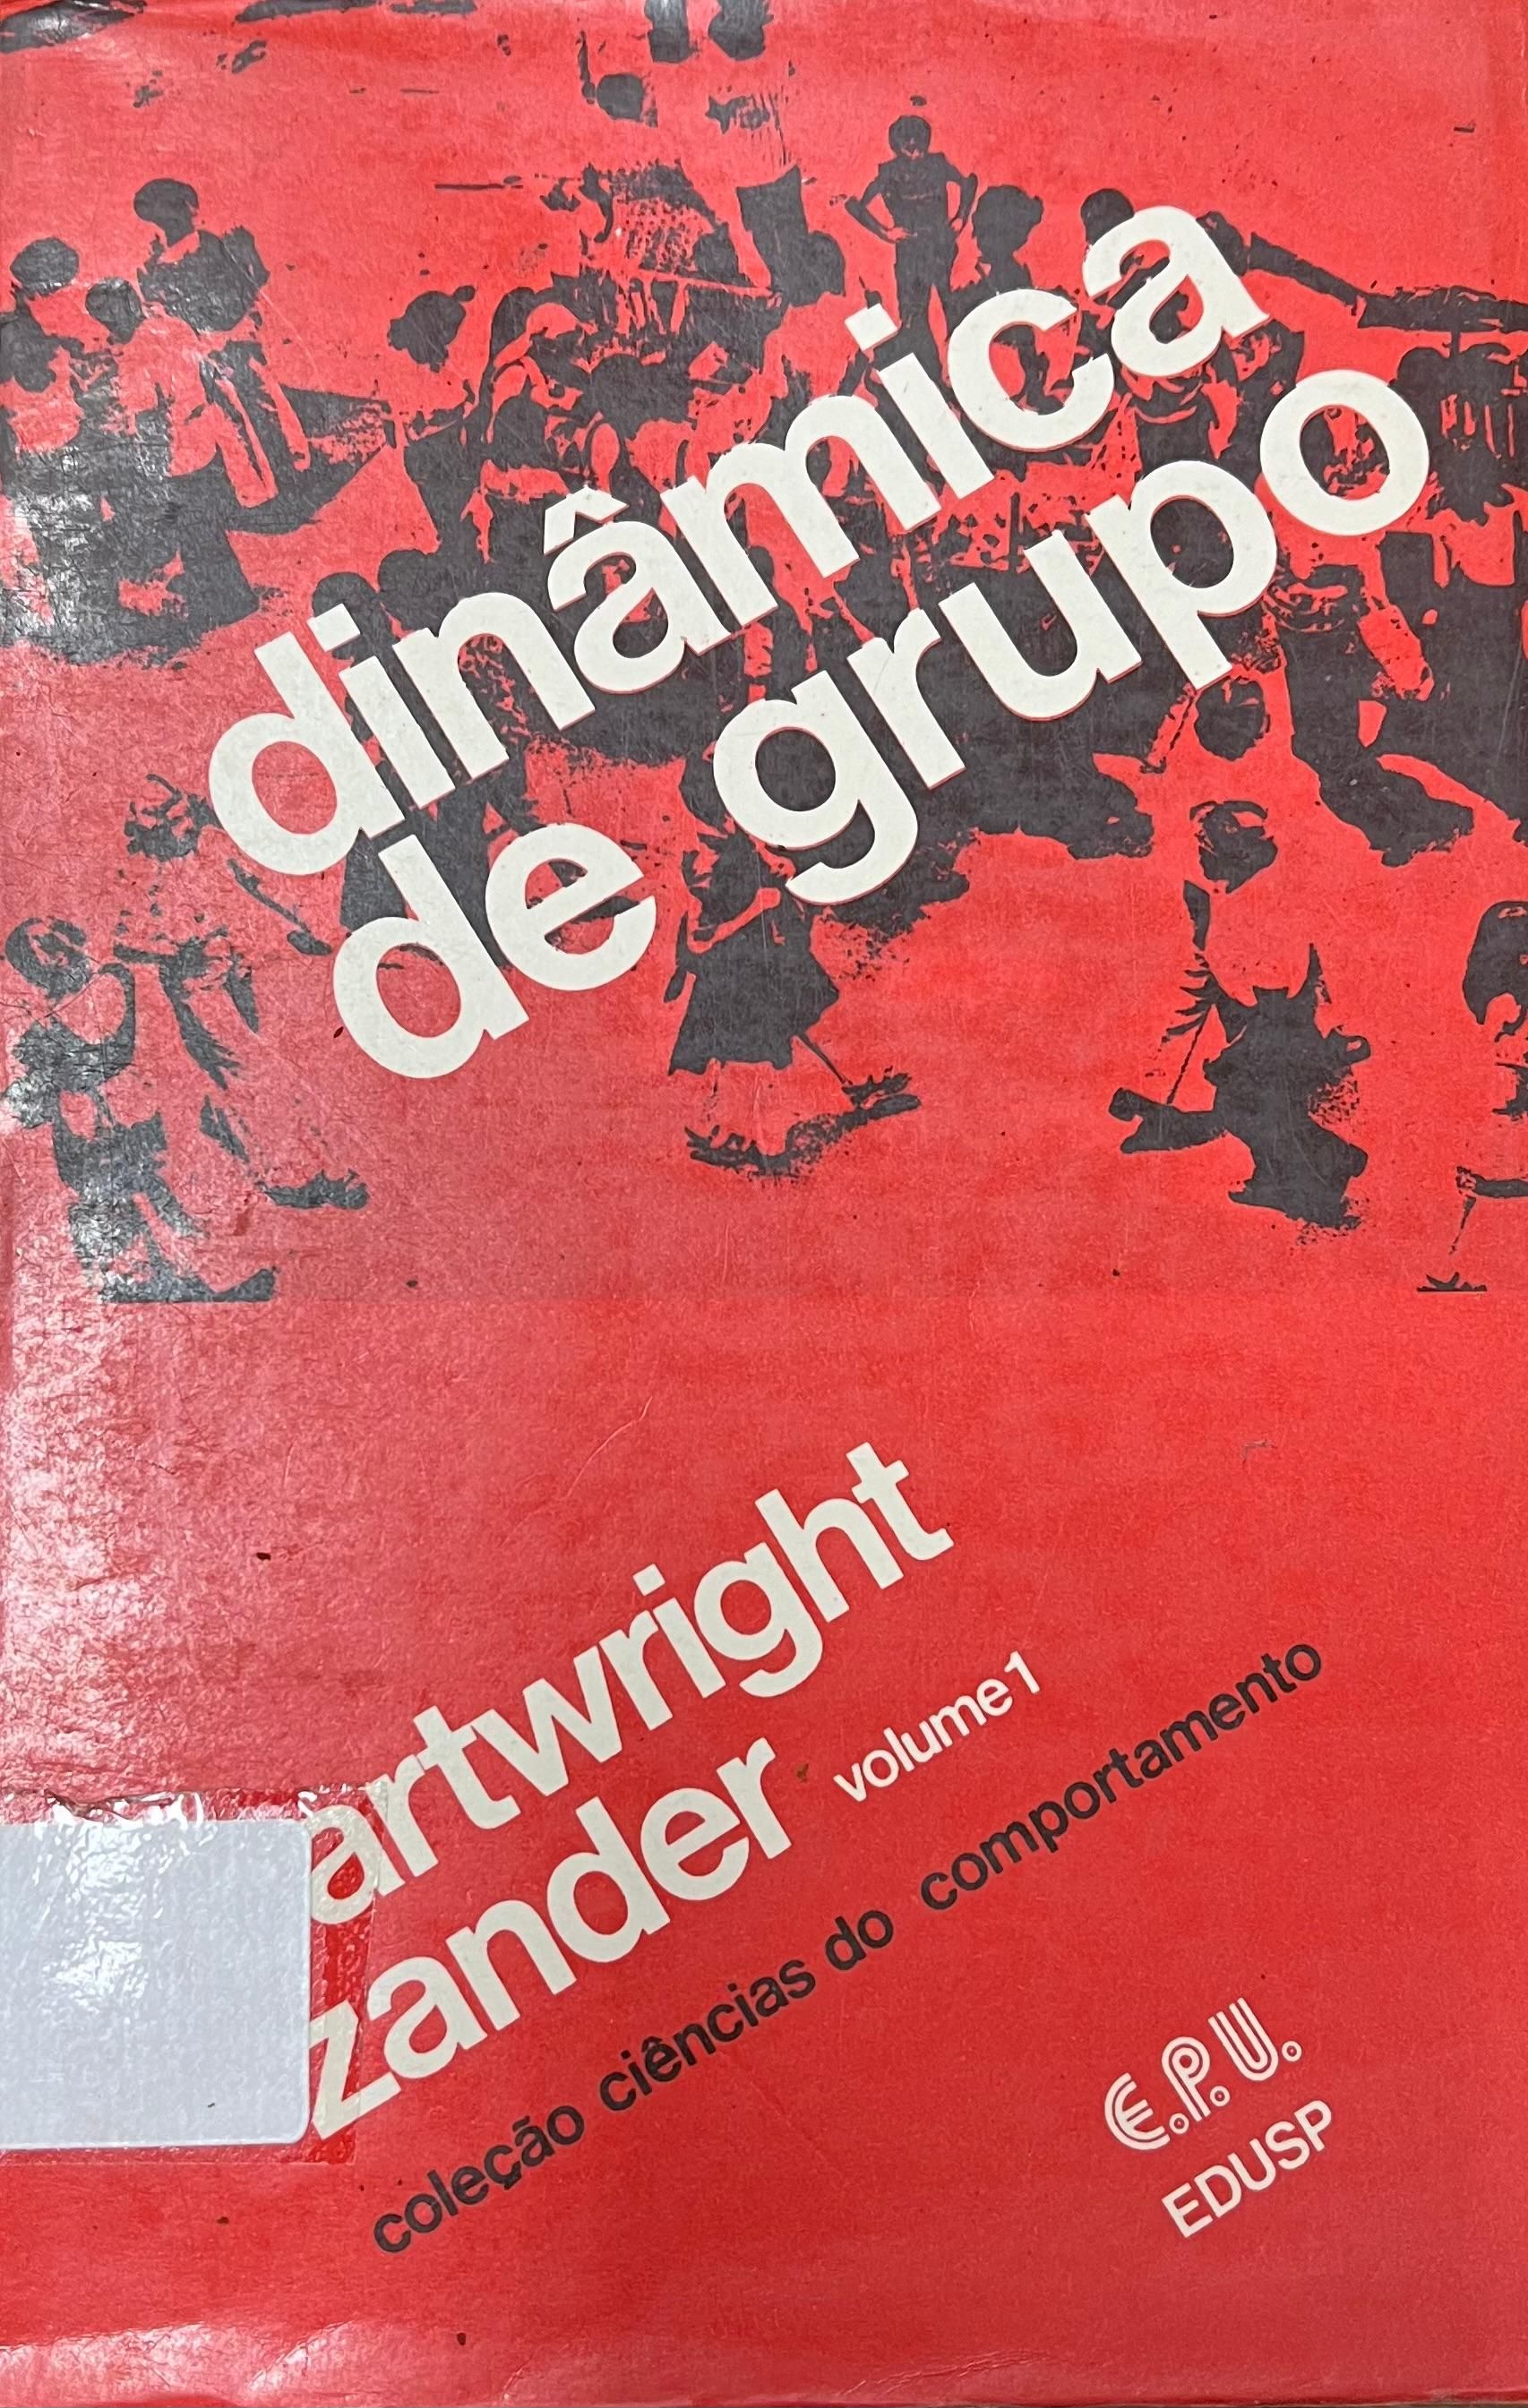 dinâmica
de grupo
artwright
zander
volume 1
coleção ciências do comportamento
E.P.U.
EDUSP